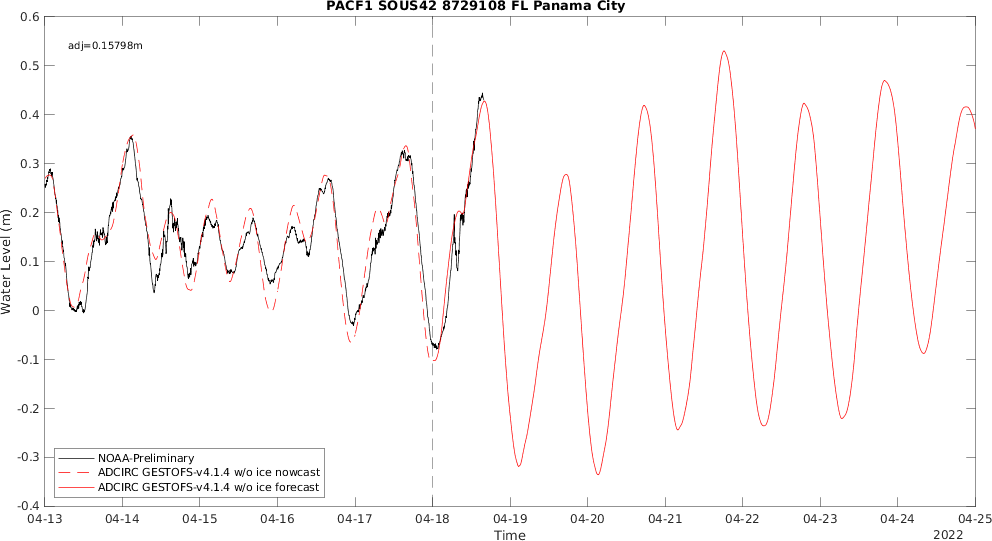 PACF1 SOUS42 8729108 FL Panama City
adj=0.15798m
0.6
0.5
0.4
0.3
0.2
0.1
0
-0.1
-0.2
-0.3
-0.4
Water Level (m)
NOAA-Preliminary
ADCIRC GESTOFS-v4.1.4 w/o ice nowcast
ADCIRC GESTOFS-v4.1.4 w/o ice forecast
04-13 04-14 04-15 04-16 04-17 04-18 04-19 04-20 04-21 04-22 04-23 04-24 04-25
Time
2022